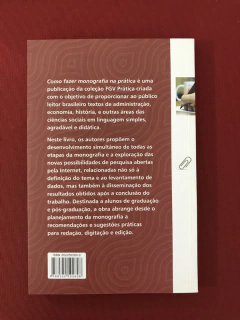 Como fazer monografia na prática é uma
publicação da coleção FGV Prática criada
com o objetivo de proporcionar ao público
leitor brasileiro textos de administração,
economia, história, e outras áreas das
ciências sociais em linguagem simples,
agradável e didática.
Neste livro, os autores propõem o
desenvolvimento simultâneo de todas as
etapas da monografia e a exploração das
novas possibilidades de pesquisa abertas
pela Internet, relacionadas não só à
definição do tema e ao levantamento de
dados, mas também à disseminação dos
resultados obtidos após a conclusão do
trabalho. Destinada a alunos de graduação
e pós-graduação, a obra abrange desde o
planejamento da monografia a
recomendações e sugestões práticas
para redação, digitação e edição.
ISBN